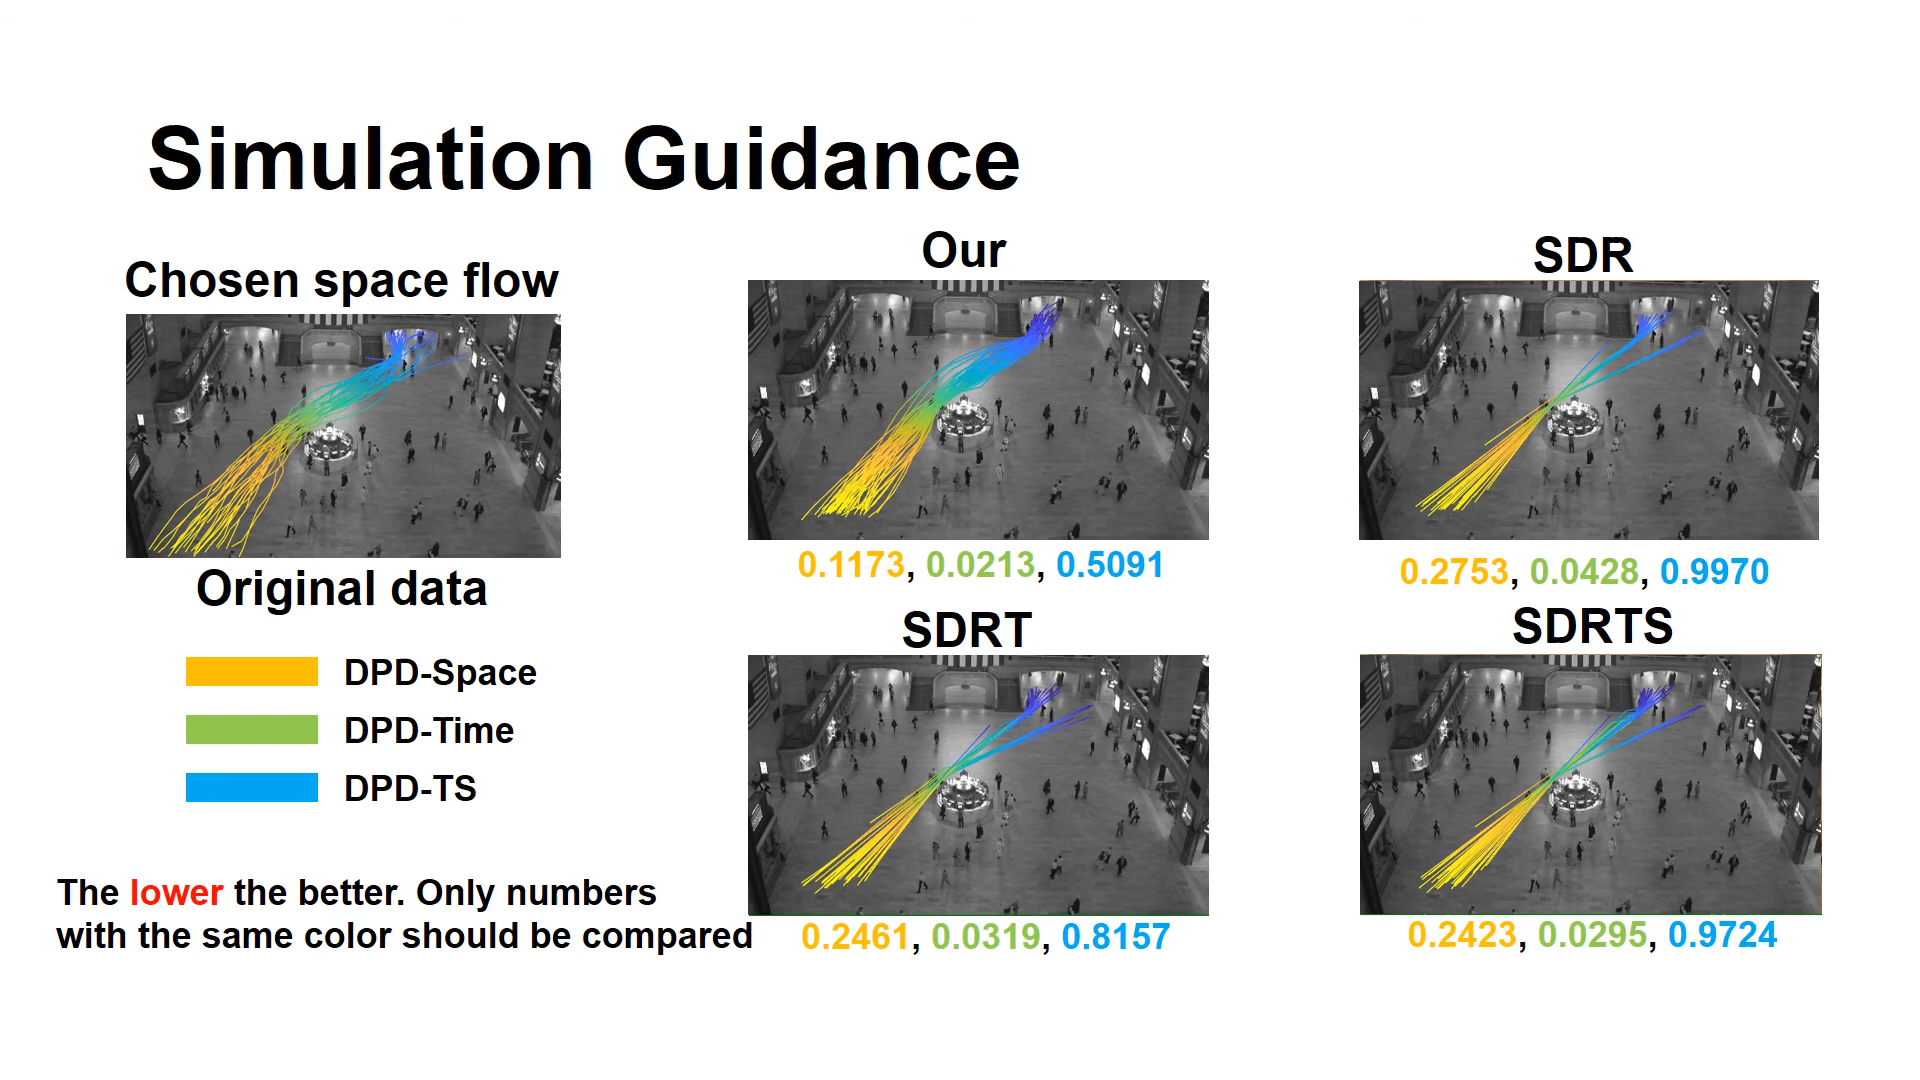 Simulation Guidance
Chosen space flow
Original data
DPD-Space
DPD-Time
DPD-TS
The lower the better. Only numbers
with the same color should be compared
Our
0.1173, 0.0213, 0.5091
SDR
0.2753, 0.0428, 0.9970
SDRT
0.2461, 0.0319, 0.8157
SDRTS
0.2423, 0.0295, 0.9724